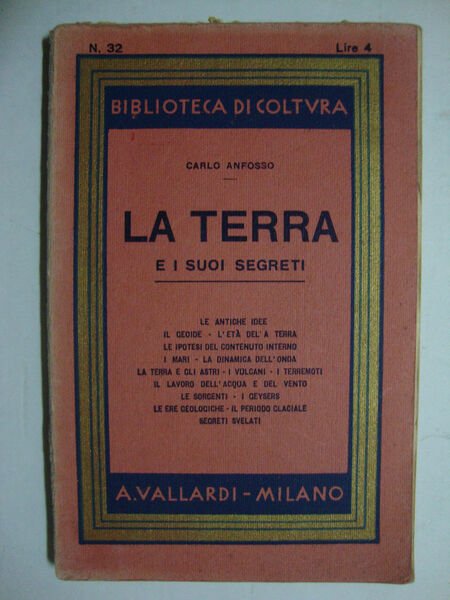 N. 32 Lire 4
BIBLIOTECA DI COLTVRA
CARLO ANFOSSO
LA TERRA
E I SUOI SEGRETI
LE ANTICHE IDEE
IL GEOIDE - L'ETÀ DEL'A TERRA
LE IPOTESI DEL CONTENUTO INTERNO
I MARI - LA DINAMICA DELL'ONDA
LA TERRA E GLI ASTRI - I VULCANI - I TERREMOTI
IL LAVORO DELL'ACQUA E DEL VENTO
LE SORGENTI - I GEYSERS
LE ERE GEOLOGICHE - IL PERIODO GLACIALE
SEGRETI SVELATI
A. VALLARDI - MILANO